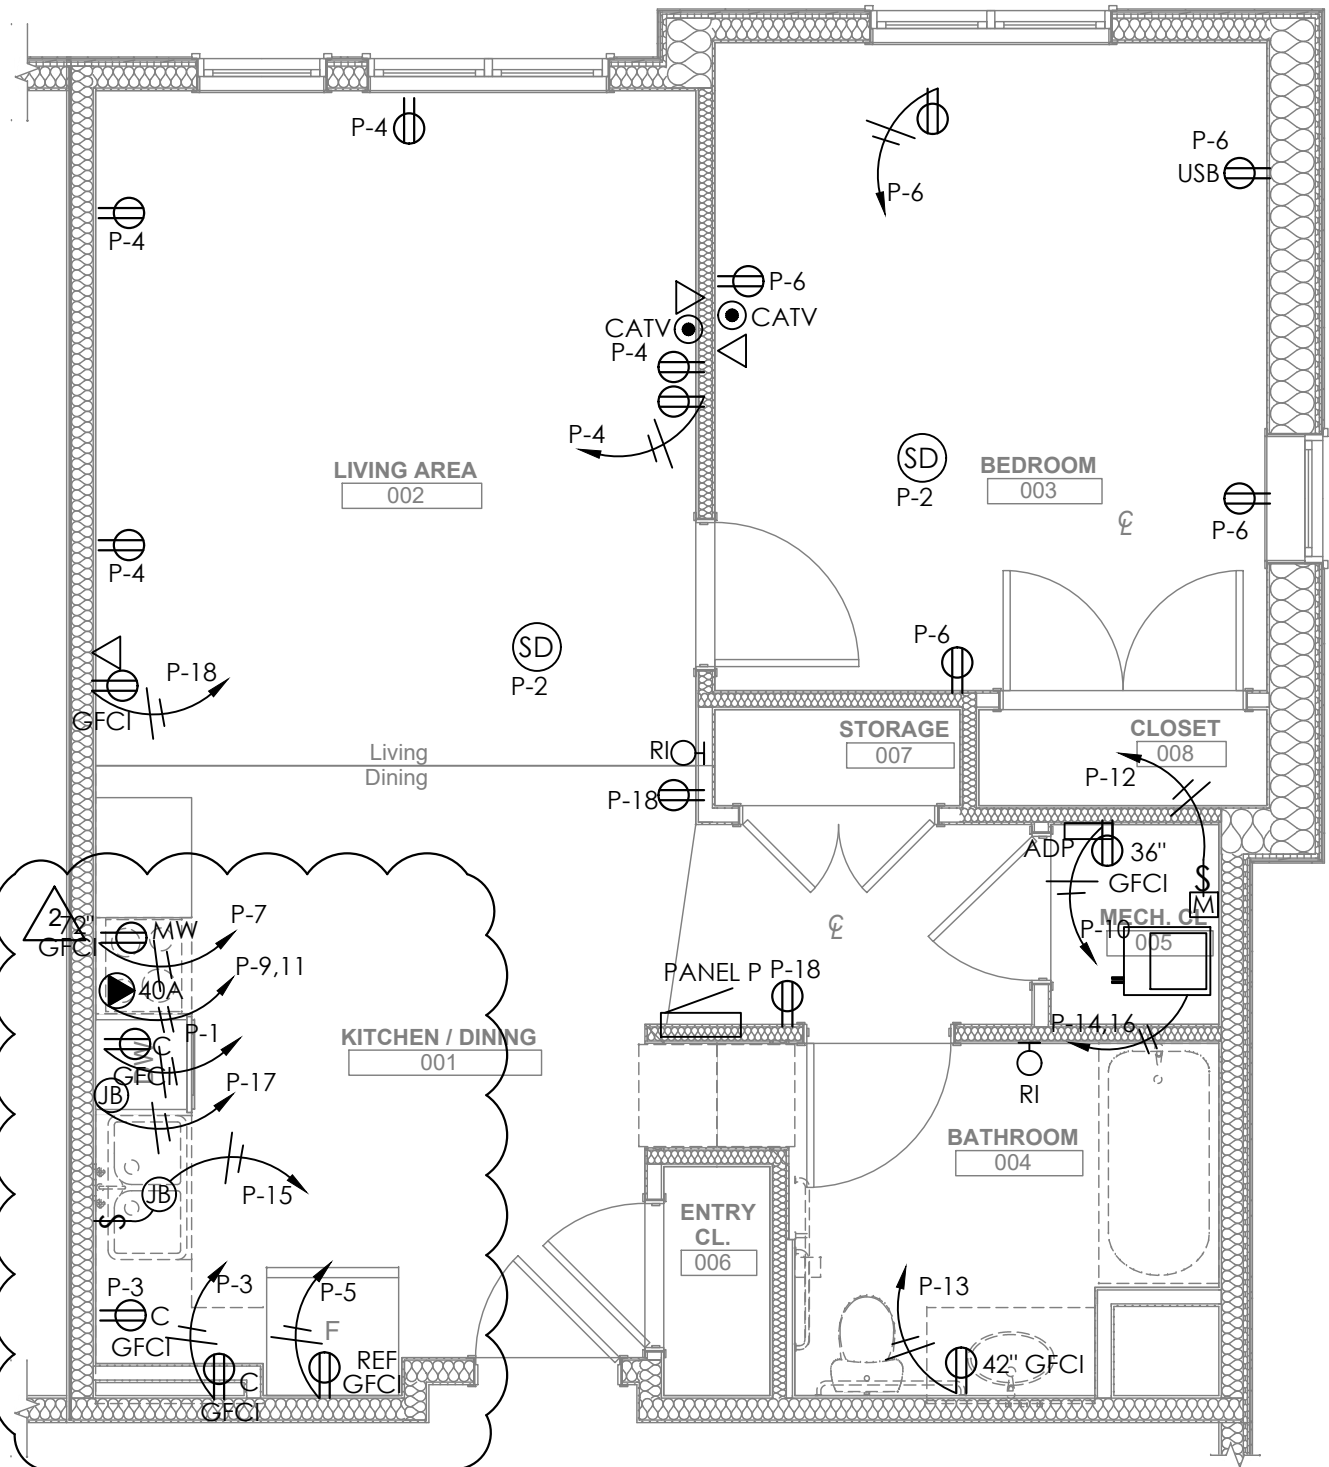 P-4
P-4
P-6
P-6
USB
P-6
CATV
CATV
P-4
P-4
LIVING AREA
002
SD
P-2
BEDROOM
003
P-6
P-4
SD
P-2
P-6
P-18
GFCI
Living
Dining
RI
P-18
STORAGE
007
CLOSET
008
P-12
ADP
36"
GFCI
S
M
MECH. CL
005
P-10
2
72"
GFCI
MW
P-7
P-9,11
40A
P-1
C
GFCI
JB
P-17
KITCHEN / DINING
001
PANEL P
P-18
P-14,16
RI
BATHROOM
004
JB
P-15
S
ENTRY
CL.
006
P-3
C
GFCI
P-3
P-5
F
C
GFCI
REF
GFCI
P-13
42" GFCI